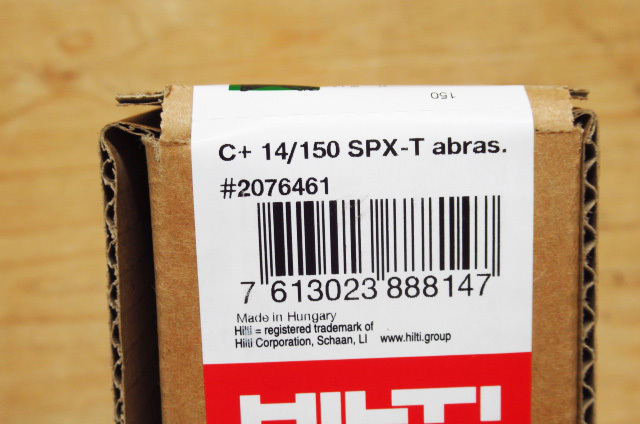 150
C+ 14/150 SPX-T abras.
#2076461
7 613023 888147
Made in Hungary
Hilti = registered trademark of
Hilti Corporation, Schaan, LI www.hilti.group
HILTI